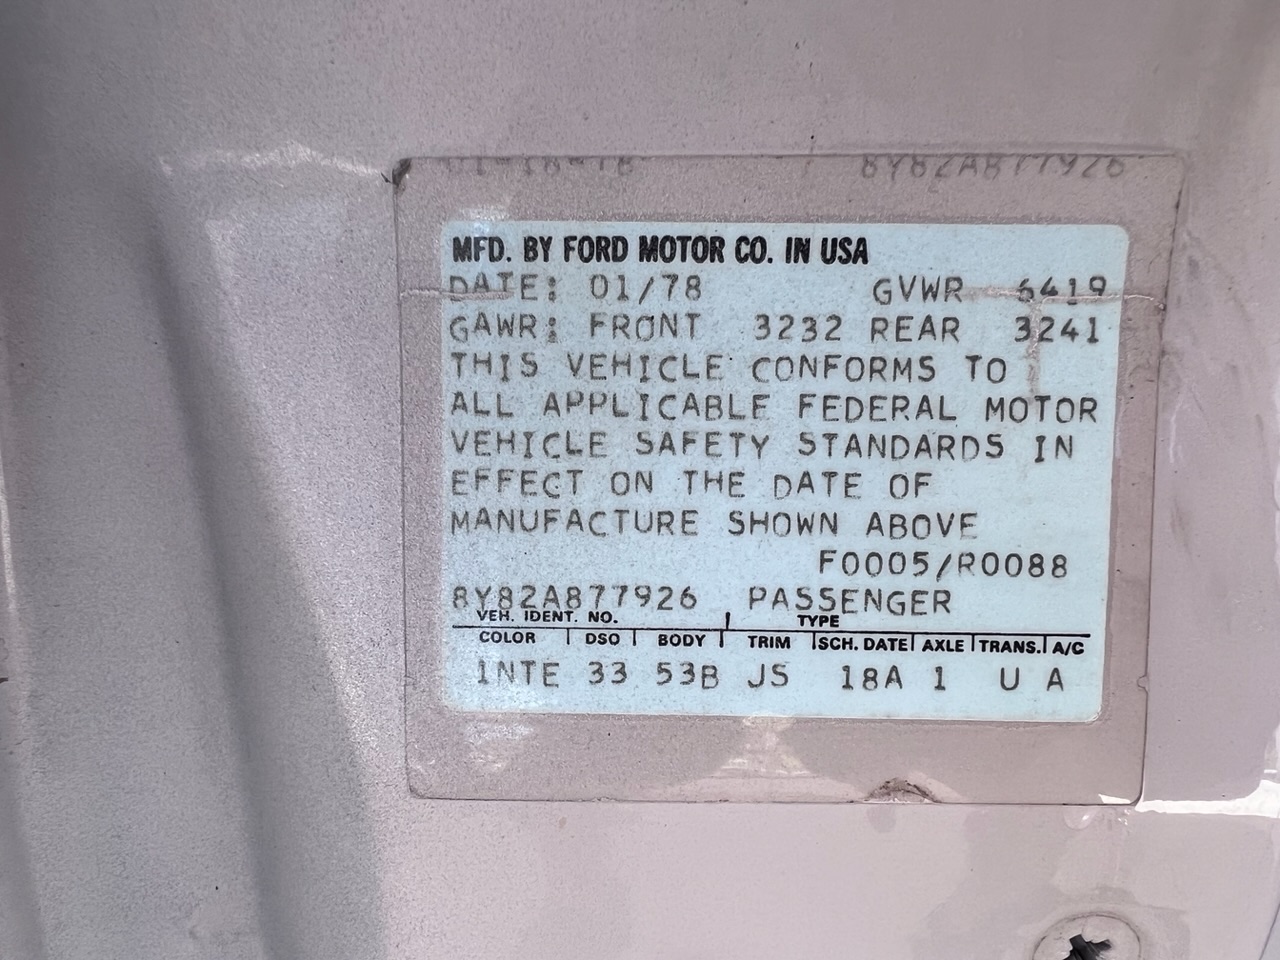 8Y82A877926
MFD. BY FORD MOTOR CO. IN USA
DATE: 01/78 GVWR 6419
GAWR: FRONT 3232 REAR 3241
THIS VEHICLE CONFORMS TO
ALL APPLICABLE FEDERAL MOTOR
VEHICLE SAFETY STANDARDS IN
EFFECT ON THE DATE OF
MANUFACTURE SHOWN ABOVE
F0005/R0088
8Y82A877926 PASSENGER
VEH. IDENT. NO. TYPE
COLOR DSO BODY TRIM SCH. DATE AXLE TRANS. A/C
1NTE 33 53B JS 18A 1 U A